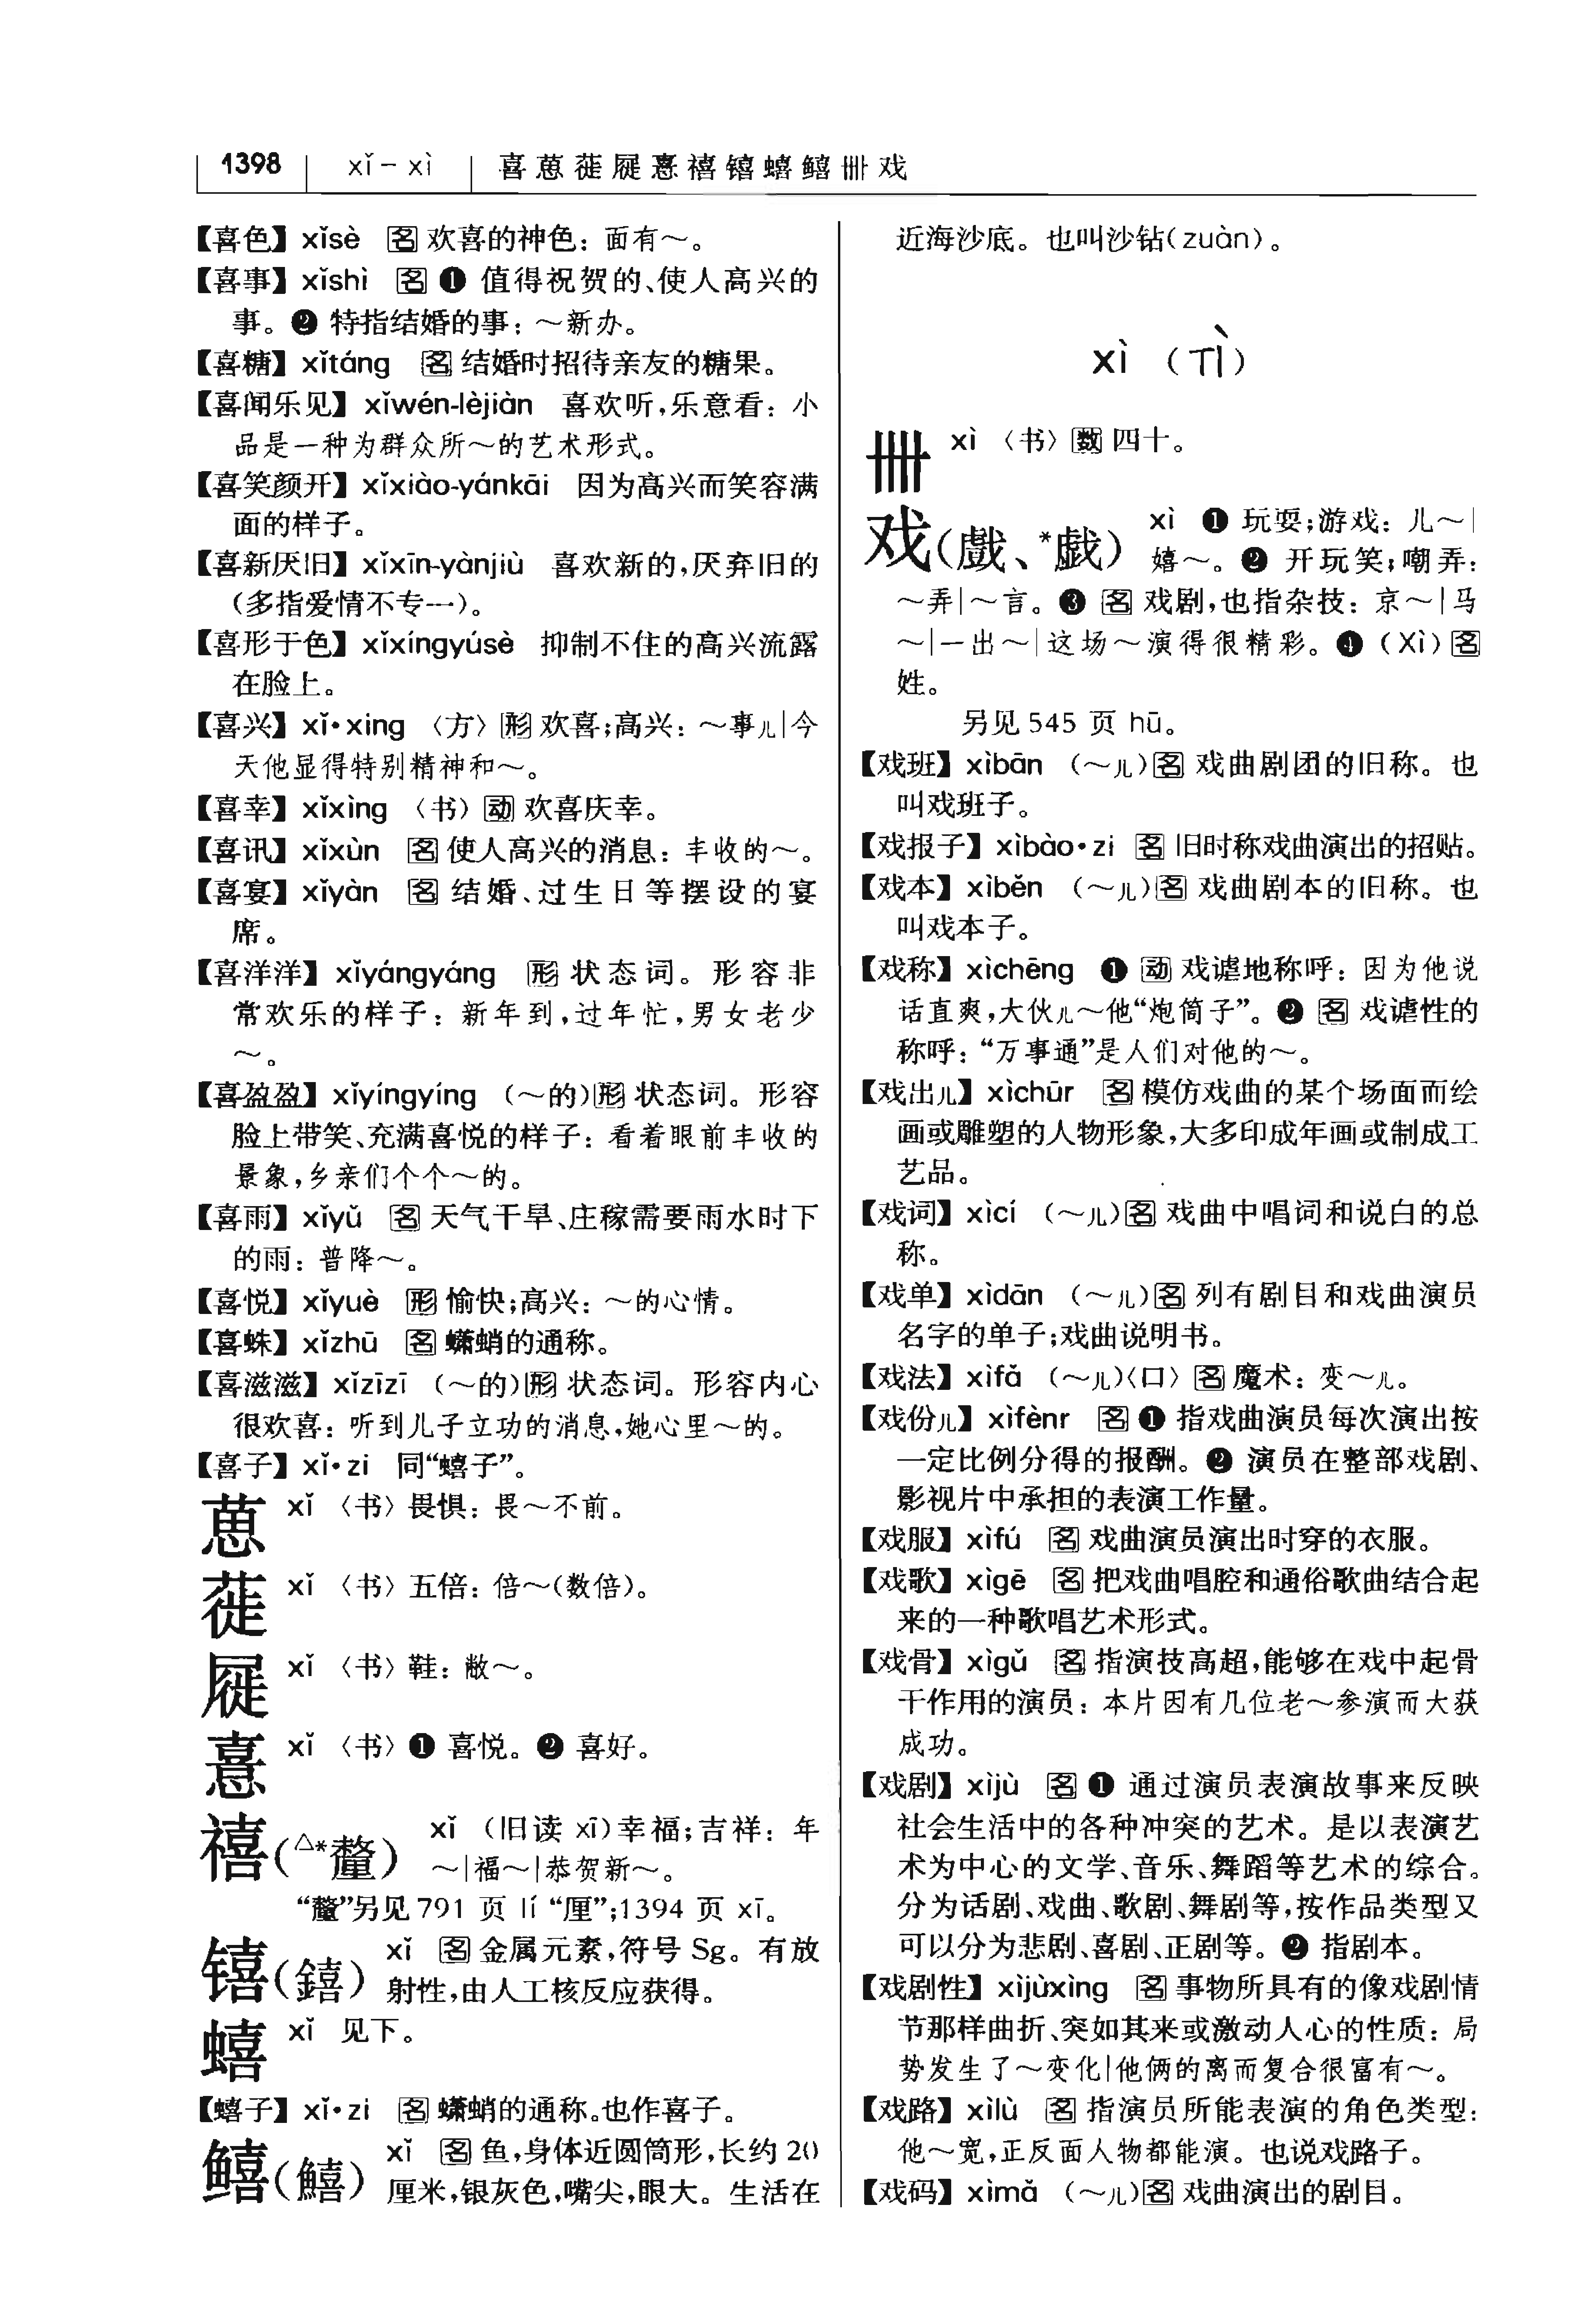 1398 xǐ－xì 喜葸蓰屣憙禧镱蟢鱚卌戏
【喜色】xǐsè 名 欢喜的神色：面有～。
【喜事】xǐshì 名 ❶ 值得祝贺的、使人高兴的
事。❷ 特指结婚的事：～新办。
【喜糖】xǐtáng 名 结婚时招待亲友的糖果。
【喜闻乐见】xǐwén-lèjiàn 喜欢听，乐意看：小
品是一种为群众所～的艺术形式。
【喜笑颜开】xǐxiào-yánkāi 因为高兴而笑容满
面的样子。
【喜新厌旧】xǐxīn-yànjiù 喜欢新的，厌弃旧的
（多指爱情不专一）。
【喜形于色】xǐxíngyúsè 抑制不住的高兴流露
在脸上。
【喜兴】xǐ•xing 〈方〉形 欢喜；高兴：～事儿|今
天他显得特别精神和～。
【喜幸】xǐxìng 〈书〉动 欢喜庆幸。
【喜讯】xǐxùn 名 使人高兴的消息：丰收的～。
【喜宴】xǐyàn 名 结婚、过生日等摆设的宴
席。
【喜洋洋】xǐyángyáng 形 状态词。形容非
常欢乐的样子：新年到，过年忙，男女老少
～。
【喜盈盈】xǐyíngyíng （～的）形 状态词。形容
脸上带笑、充满喜悦的样子：看着眼前丰收的
景象，乡亲们个个～的。
【喜雨】xǐyǔ 名 天气干旱、庄稼需要雨水时下
的雨：普降～。
【喜悦】xǐyuè 形 愉快；高兴：～的心情。
【喜蛛】xǐzhū 名 蟏蛸的通称。
【喜滋滋】xǐzīzī （～的）形 状态词。形容内心
很欢喜：听到儿子立功的消息，她心里～的。
【喜子】xǐ•zi 同“蟢子”。
葸 xǐ 〈书〉畏惧：畏～不前。
蓰 xǐ 〈书〉五倍：倍～（数倍）。
屣 xǐ 〈书〉鞋：敝～。
憙 xǐ 〈书〉❶ 喜悦。❷ 喜好。
禧（△*釐） xǐ （旧读 xī）幸福；吉祥：年
～|福～|恭贺新～。
“釐”另见 791 页 lí “厘”；1394 页 xī。
𬭳（鐥） xǐ 名 金属元素，符号 Sg。有放
射性，由人工核反应获得。
蟢 xǐ 见下。
【蟢子】xǐ•zi 名 蟏蛸的通称。也作喜子。
𬶮（鱚） xǐ 名 鱼，身体近圆筒形，长约 20
厘米，银灰色，嘴尖，眼大。生活在
近海沙底。也叫沙钻（zuàn）。
xì （ㄒㄧˋ）
卌 xì 〈书〉数 四十。
戏（戲、*戯） xì ❶ 玩耍；游戏：儿～|
嬉～。❷ 开玩笑；嘲弄：
～弄|～言。❸ 名 戏剧，也指杂技：京～|马
～|一出～|这场～演得很精彩。❹（Xì）名
姓。
另见 545 页 hū。
【戏班】xìbān （～儿）名 戏曲剧团的旧称。也
叫戏班子。
【戏报子】xìbào•zi 名 旧时称戏曲演出的招贴。
【戏本】xìběn （～儿）名 戏曲剧本的旧称。也
叫戏本子。
【戏称】xìchēng ❶ 动 戏谑地称呼：因为他说
话直爽，大伙儿～他“炮筒子”。❷ 名 戏谑性的
称呼：“万事通”是人们对他的～。
【戏出儿】xìchūr 名 模仿戏曲的某个场面而绘
画或雕塑的人物形象，大多印成年画或制成工
艺品。
【戏词】xìcí （～儿）名 戏曲中唱词和说白的总
称。
【戏单】xìdān （～儿）名 列有剧目和戏曲演员
名字的单子；戏曲说明书。
【戏法】xìfǎ （～儿）〈口〉名 魔术：变～儿。
【戏份儿】xìfènr 名 ❶ 指戏曲演员每次演出按
一定比例分得的报酬。❷ 演员在整部戏剧、
影视片中承担的表演工作量。
【戏服】xìfú 名 戏曲演员演出时穿的衣服。
【戏歌】xìgē 名 把戏曲唱腔和通俗歌曲结合起
来的一种歌唱艺术形式。
【戏骨】xìgǔ 名 指演技高超，能够在戏中起骨
干作用的演员：本片因有几位老～参演而大获
成功。
【戏剧】xìjù 名 ❶ 通过演员表演故事来反映
社会生活中的各种冲突的艺术。是以表演艺
术为中心的文学、音乐、舞蹈等艺术的综合。
分为话剧、戏曲、歌剧、舞剧等，按作品类型又
可以分为悲剧、喜剧、正剧等。❷ 指剧本。
【戏剧性】xìjùxìng 名 事物所具有的像戏剧情
节那样曲折、突如其来或激动人心的性质：局
势发生了～变化|他俩的离而复合很富有～。
【戏路】xìlù 名 指演员所能表演的角色类型：
他～宽，正反面人物都能演。也说戏路子。
【戏码】xìmǎ （～儿）名 戏曲演出的剧目。